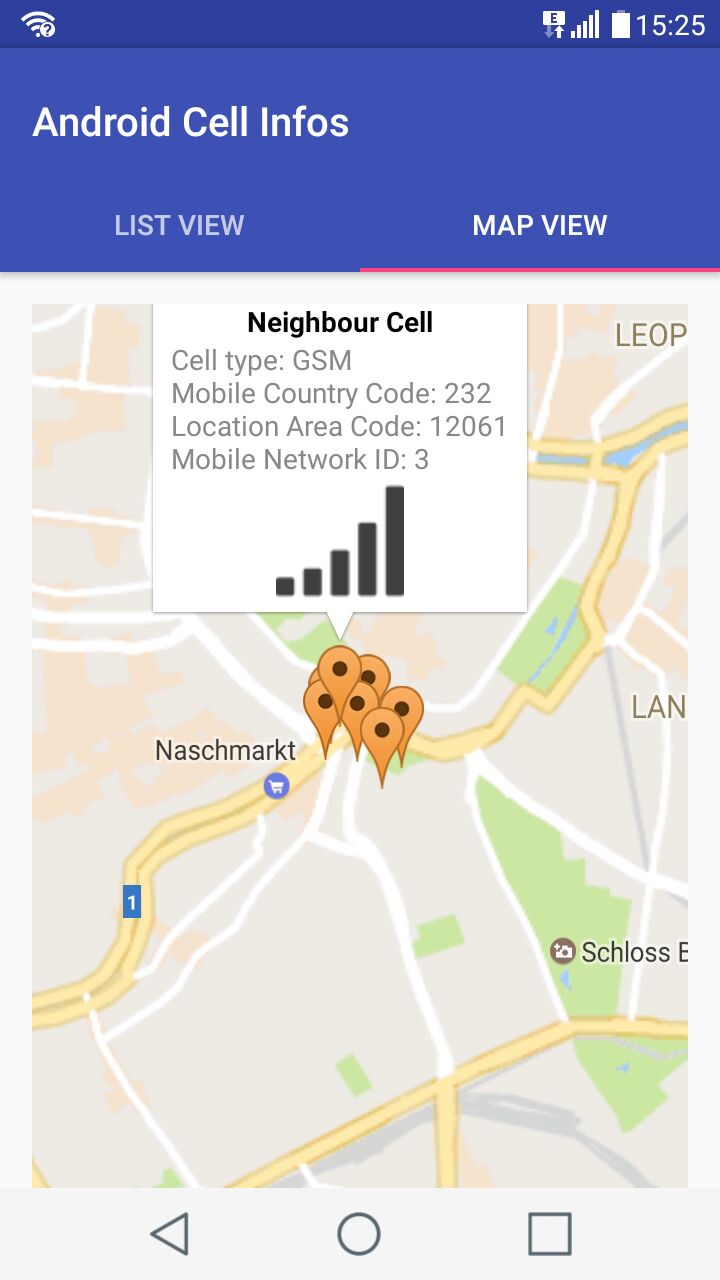 E
15:25
Android Cell Infos
LIST VIEW
MAP VIEW
Neighbour Cell
Cell type: GSM
Mobile Country Code: 232
Location Area Code: 12061
Mobile Network ID: 3
LEOP
LAN
Naschmarkt
1
Schloss B